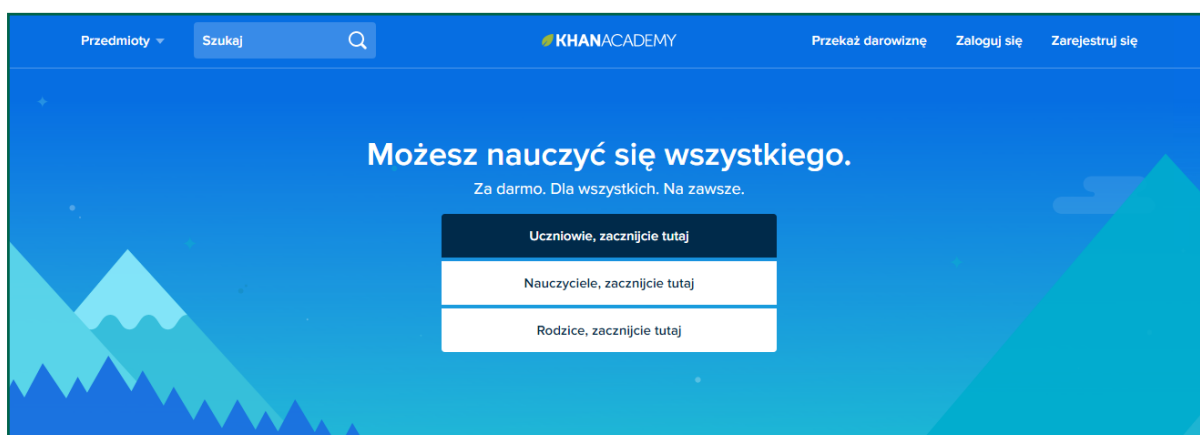 Przedmioty Szukaj KHANACADEMY Przekaż darowiznę Zaloguj się Zarejestruj się
Możesz nauczyć się wszystkiego.
Za darmo. Dla wszystkich. Na zawsze.
Uczniowie, zacznijcie tutaj
Nauczyciele, zacznijcie tutaj
Rodzice, zacznijcie tutaj